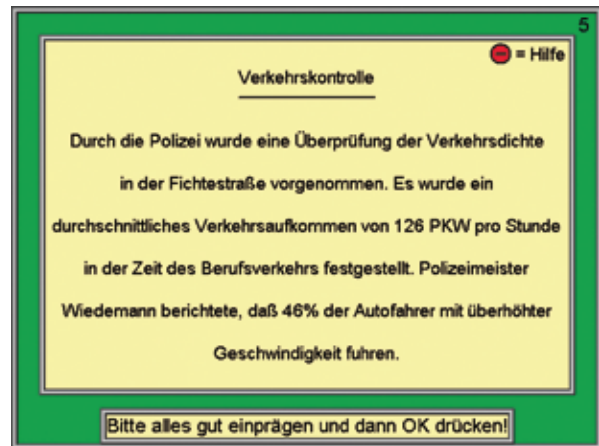 5
= Hilfe
Verkehrskontrolle
Durch die Polizei wurde eine Überprüfung der Verkehrsdichte
in der Fichtestraße vorgenommen. Es wurde ein
durchschnittliches Verkehrsaufkommen von 126 PKW pro Stunde
in der Zeit des Berufsverkehrs festgestellt. Polizeimeister
Wiedemann berichtete, daß 46% der Autofahrer mit überhöhter
Geschwindigkeit fuhren.
Bitte alles gut einprägen und dann OK drücken!